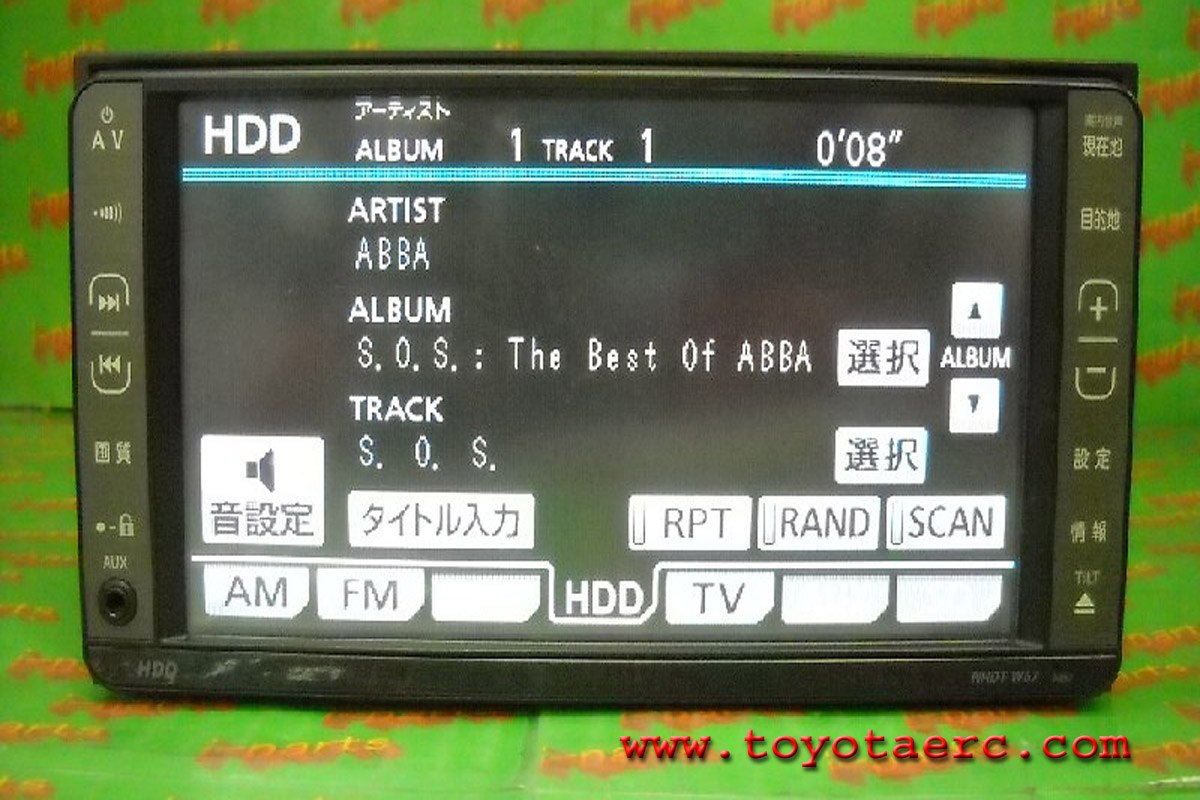 アーティスト
HDD ALBUM 1 TRACK 1 0'08"
ARTIST
ABBA
ALBUM
S.O.S.: The Best Of ABBA 選択 ALBUM
TRACK
S. O. S. 選択
音設定 タイトル入力 RPT RAND SCAN
AM FM HDD TV
AV
画質
AUX
現在地
目的地
設定
情報
TILT
HDD
NHDT-W57
www.toyotaerc.com